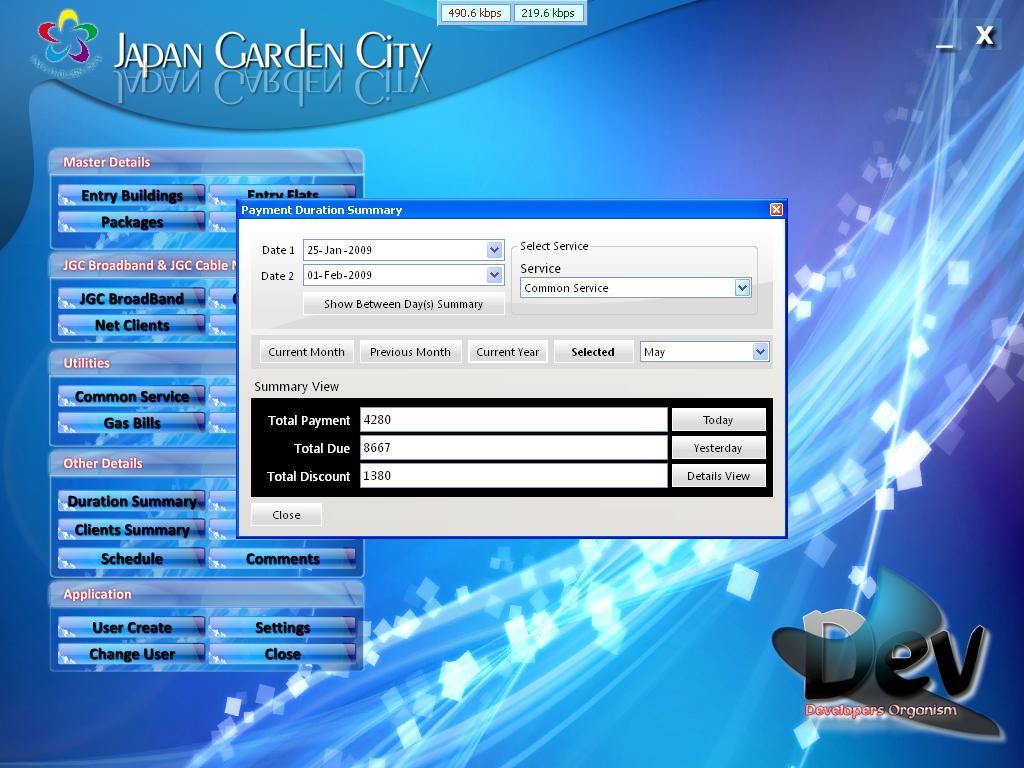 490.6 kbps 219.6 kbps
_ X
JAPAN GARDEN CITY
Master Details
Entry Buildings Entry Flats
Packages
JGC Broadband & JGC Cable
JGC BroadBand
Net Clients
Utilities
Common Service
Gas Bills
Other Details
Duration Summary
Clients Summary
Schedule Comments
Application
User Create Settings
Change User Close
Payment Duration Summary
Date 1 25-Jan-2009
Date 2 01-Feb-2009
Show Between Day(s) Summary
Select Service
Service
Common Service
Current Month Previous Month Current Year Selected May
Summary View
Total Payment 4280 Today
Total Due 8667 Yesterday
Total Discount 1380 Details View
Close
Dev
Developers Organism